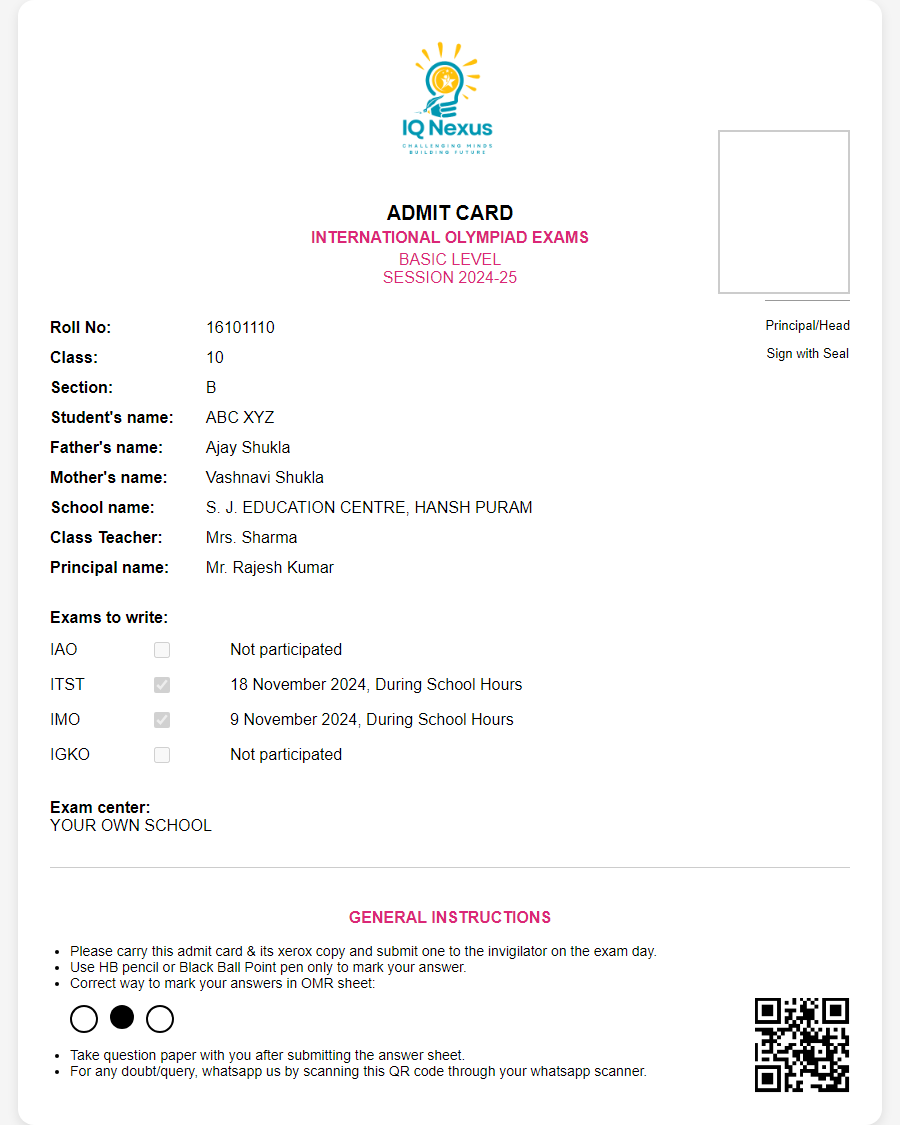 IQ Nexus
CHALLENGING MINDS
BUILDING FUTURE
ADMIT CARD
INTERNATIONAL OLYMPIAD EXAMS
BASIC LEVEL
SESSION 2024-25
Principal/Head
Sign with Seal
Roll No: 16101110
Class: 10
Section: B
Student's name: ABC XYZ
Father's name: Ajay Shukla
Mother's name: Vashnavi Shukla
School name: S. J. EDUCATION CENTRE, HANSH PURAM
Class Teacher: Mrs. Sharma
Principal name: Mr. Rajesh Kumar
Exams to write:
IAO Not participated
ITST 18 November 2024, During School Hours
IMO 9 November 2024, During School Hours
IGKO Not participated
Exam center:
YOUR OWN SCHOOL
GENERAL INSTRUCTIONS
• Please carry this admit card & its xerox copy and submit one to the invigilator on the exam day.
• Use HB pencil or Black Ball Point pen only to mark your answer.
• Correct way to mark your answers in OMR sheet:
• Take question paper with you after submitting the answer sheet.
• For any doubt/query, whatsapp us by scanning this QR code through your whatsapp scanner.